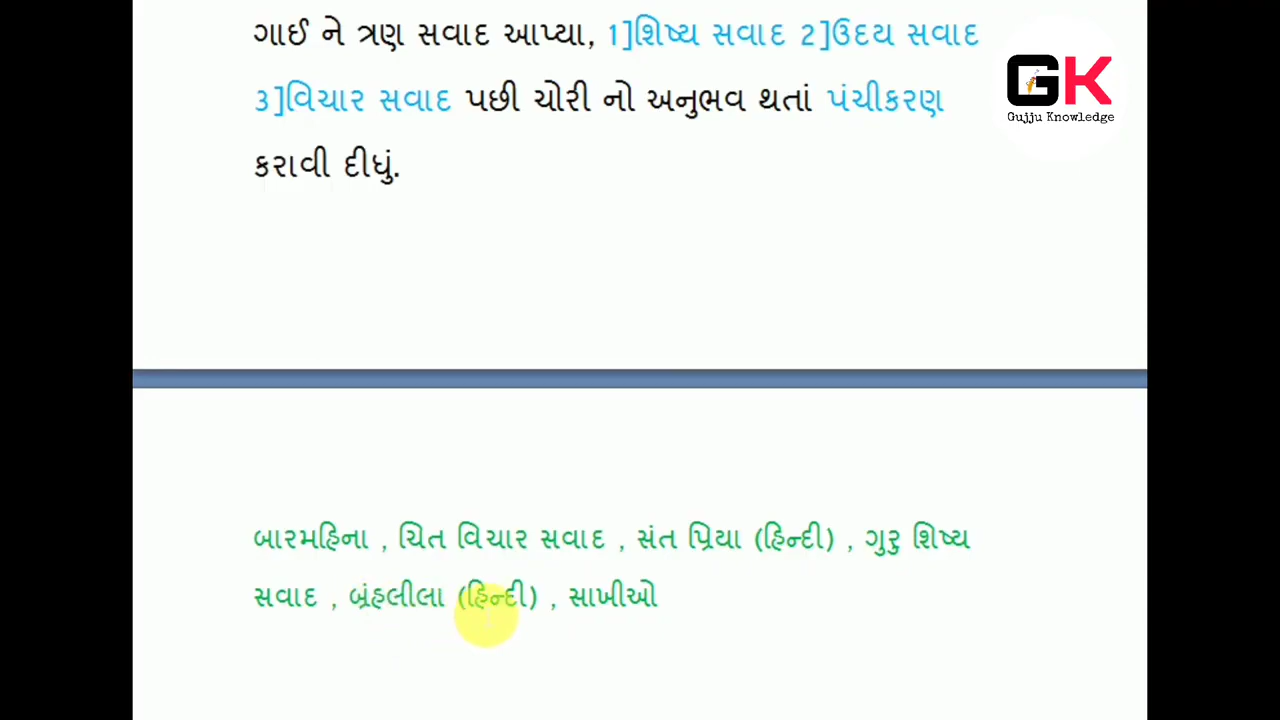 ગાઈ ને ત્રણ સવાદ આપ્યા, 1]શિષ્ય સવાદ 2]ઉદય સવાદ
૩]વિચાર સવાદ પછી ચોરી નો અનુભવ થતાં પંચીકરણ
કરાવી દીધું.
GK
Gujju Knowledge
બારમહિના , ચિત વિચાર સવાદ , સંત પ્રિયા (હિન્દી) , ગુરુ શિષ્ય
સવાદ , બ્રંહલીલા (હિન્દી) , સાખીઓ